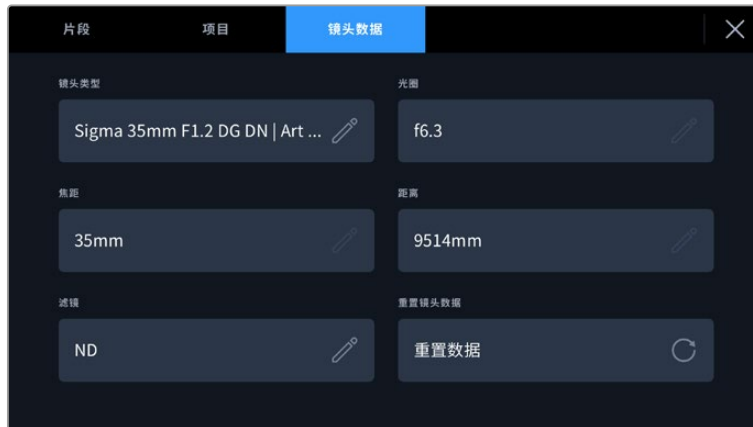 片段 项目 镜头数据
镜头类型 光圈
Sigma 35mm F1.2 DG DN | Art ... f6.3
焦距 距离
35mm 9514mm
滤镜 重置镜头数据
ND 重置数据